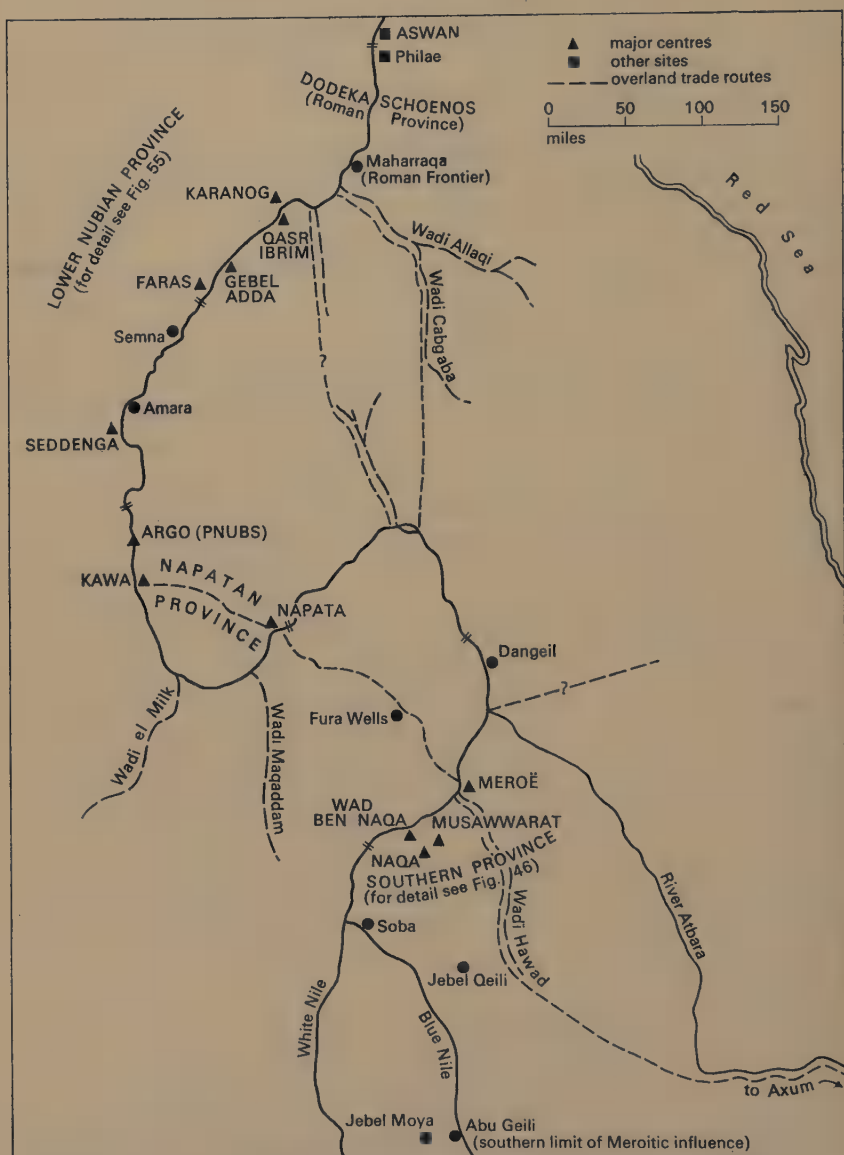 ASWAN
Philae
major centres
other sites
overland trade routes
0 50 100 150
miles
DODEKA SCHOENOS
(Roman Province)
Maharraqa
(Roman Frontier)
Red Sea
LOWER NUBIAN PROVINCE
(for detail see Fig. 55)
KARANOG
QASR
IBRIM
Wadi Allaqi
GEBEL
ADDA
FARAS
Wadi Cabgaba
Semna
?
Amara
SEDDENGA
ARGO (PNUBS)
KAWA
NAPATAN
PROVINCE
NAPATA
Dangeil
?
Wadi el Milk
Wadi Maqaddam
Fura Wells
MEROË
WAD
BEN NAQA
MUSAWWARAT
NAQA
SOUTHERN PROVINCE
(for detail see Fig. 46)
Wadi Hawad
River Atbara
Soba
Jebel Qeili
White Nile
Blue Nile
to Axum
Jebel Moya
Abu Geili
(southern limit of Meroitic influence)